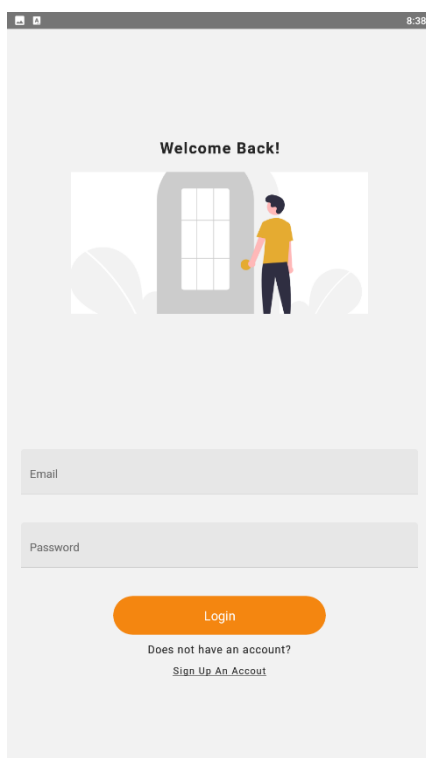 8:38
Welcome Back!
Email
Password
Login
Does not have an account?
Sign Up An Accout